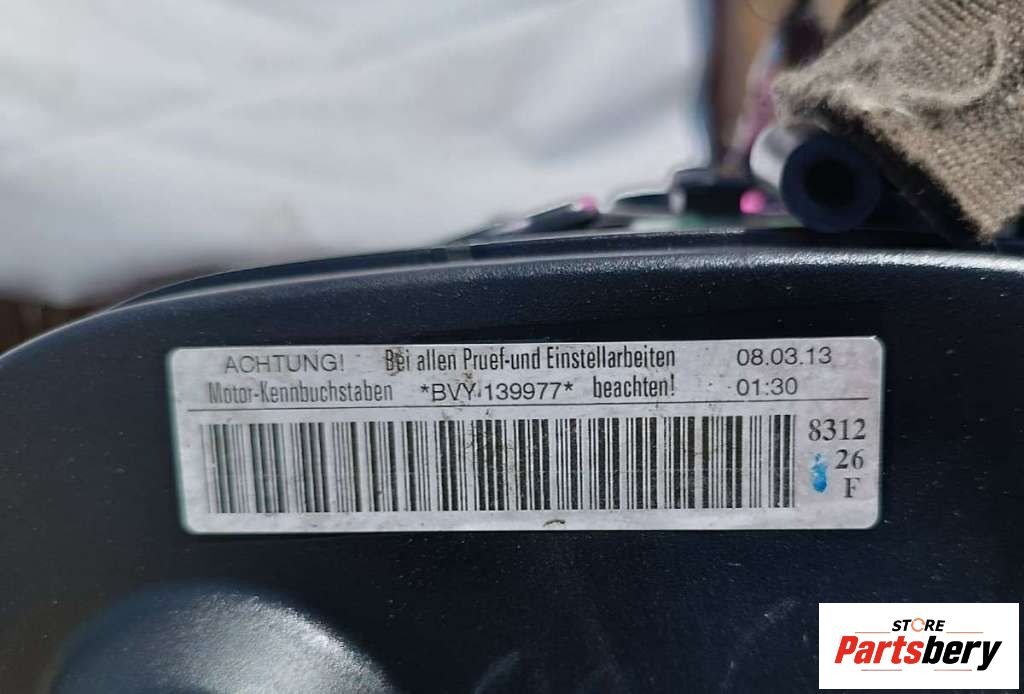 ACHTUNG! Bei allen Pruef-und Einstellarbeiten 08.03.13
Motor-Kennbuchstaben *BVY 139977* beachten! 01:30
8312
26
F
STORE
Partsbery